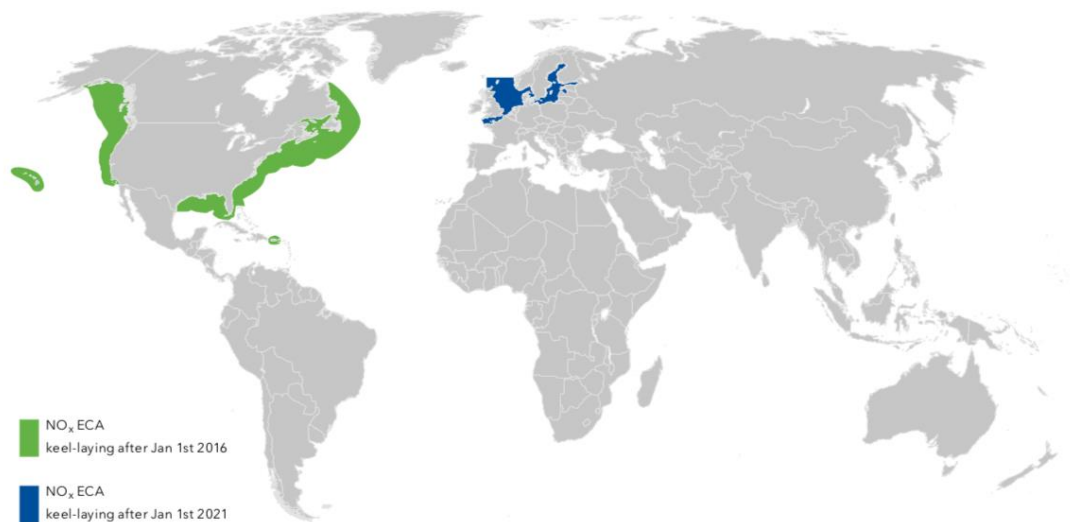 NOₓ ECA
keel-laying after Jan 1st 2016
NOₓ ECA
keel-laying after Jan 1st 2021